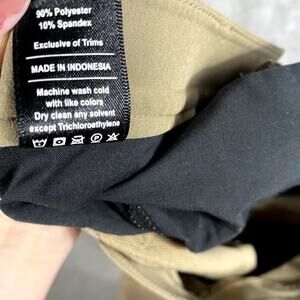 90% Polyester
10% Spandex
Exclusive of Trims
MADE IN INDONESIA
Machine wash cold
with like colors
Dry clean any solvent
except Trichloroethylene